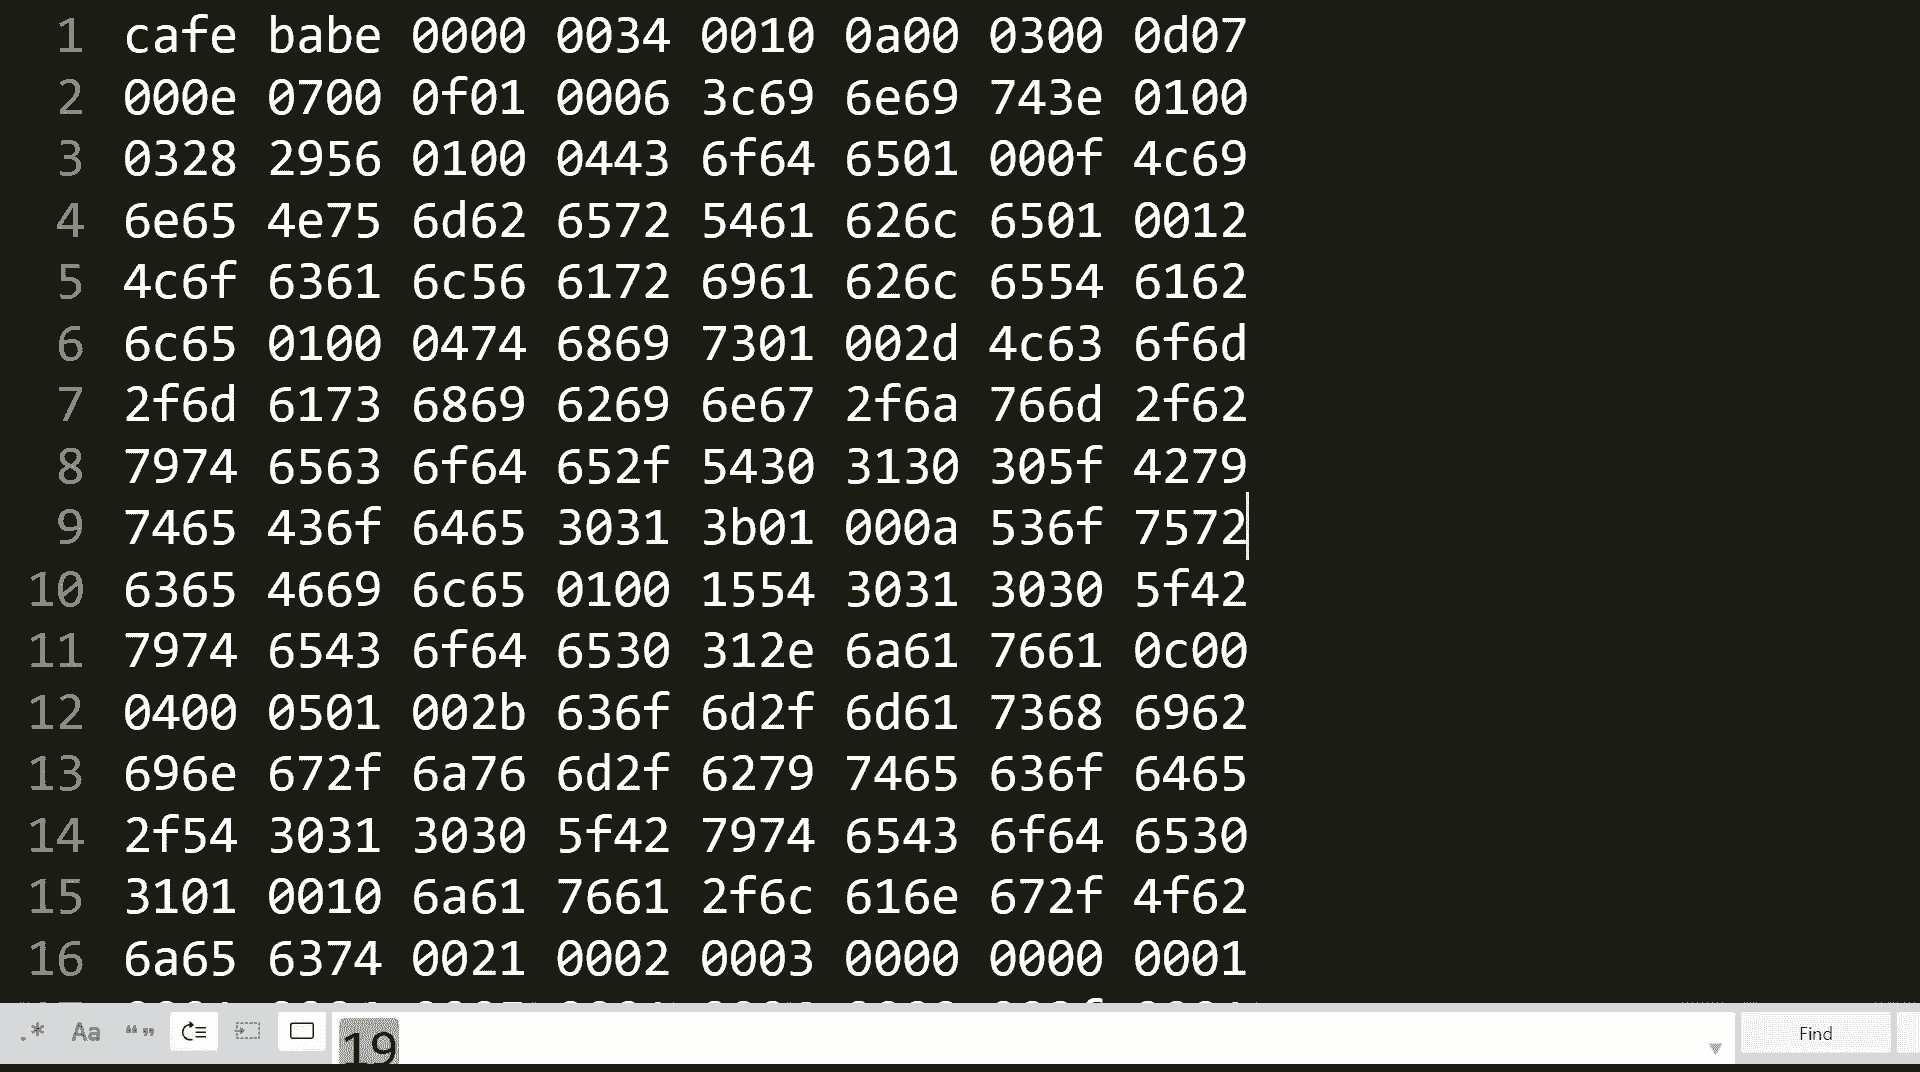 1 cafe babe 0000 0034 0010 0a00 0300 0d07
2 000e 0700 0f01 0006 3c69 6e69 743e 0100
3 0328 2956 0100 0443 6f64 6501 000f 4c69
4 6e65 4e75 6d62 6572 5461 626c 6501 0012
5 4c6f 6361 6c56 6172 6961 626c 6554 6162
6 6c65 0100 0474 6869 7301 002d 4c63 6f6d
7 2f6d 6173 6869 6269 6e67 2f6a 766d 2f62
8 7974 6563 6f64 652f 5430 3130 305f 4279
9 7465 436f 6465 3031 3b01 000a 536f 7572
10 6365 4669 6c65 0100 1554 3031 3030 5f42
11 7974 6543 6f64 6530 312e 6a61 7661 0c00
12 0400 0501 002b 636f 6d2f 6d61 7368 6962
13 696e 672f 6a76 6d2f 6279 7465 636f 6465
14 2f54 3031 3030 5f42 7974 6543 6f64 6530
15 3101 0010 6a61 7661 2f6c 616e 672f 4f62
16 6a65 6374 0021 0002 0003 0000 0000 0001
.* Aa “” 19 Find